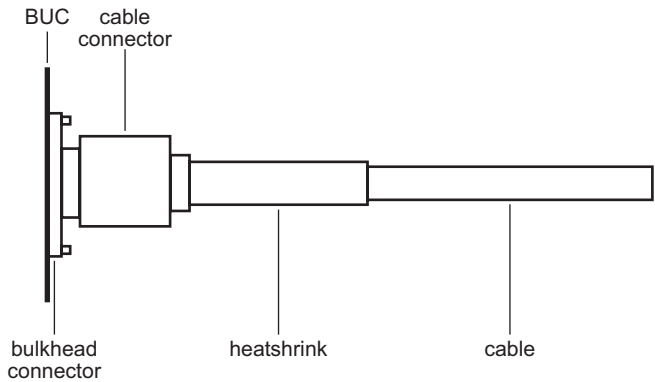 BUC
cable
connector
bulkhead
connector
heatshrink
cable